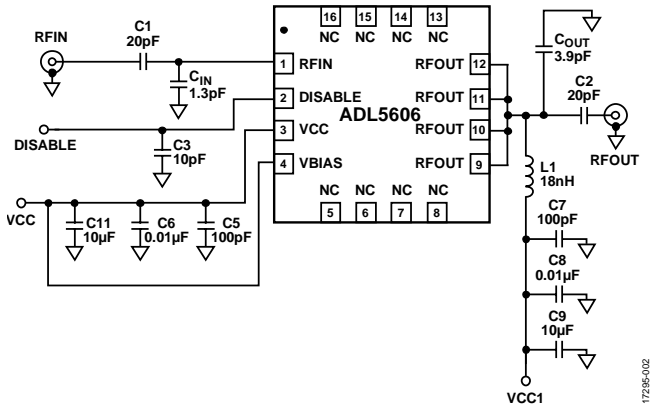 RFIN
C1
20pF
CIN
1.3pF
DISABLE
C3
10pF
VCC
C11
10µF
C6
0.01µF
C5
100pF
16 15 14 13
NC NC NC NC
1 RFIN
2 DISABLE
3 VCC
4 VBIAS
ADL5606
RFOUT 12
RFOUT 11
RFOUT 10
RFOUT 9
NC NC NC NC
5 6 7 8
COUT
3.9pF
C2
20pF
RFOUT
L1
18nH
C7
100pF
C8
0.01µF
C9
10µF
VCC1
17295-002